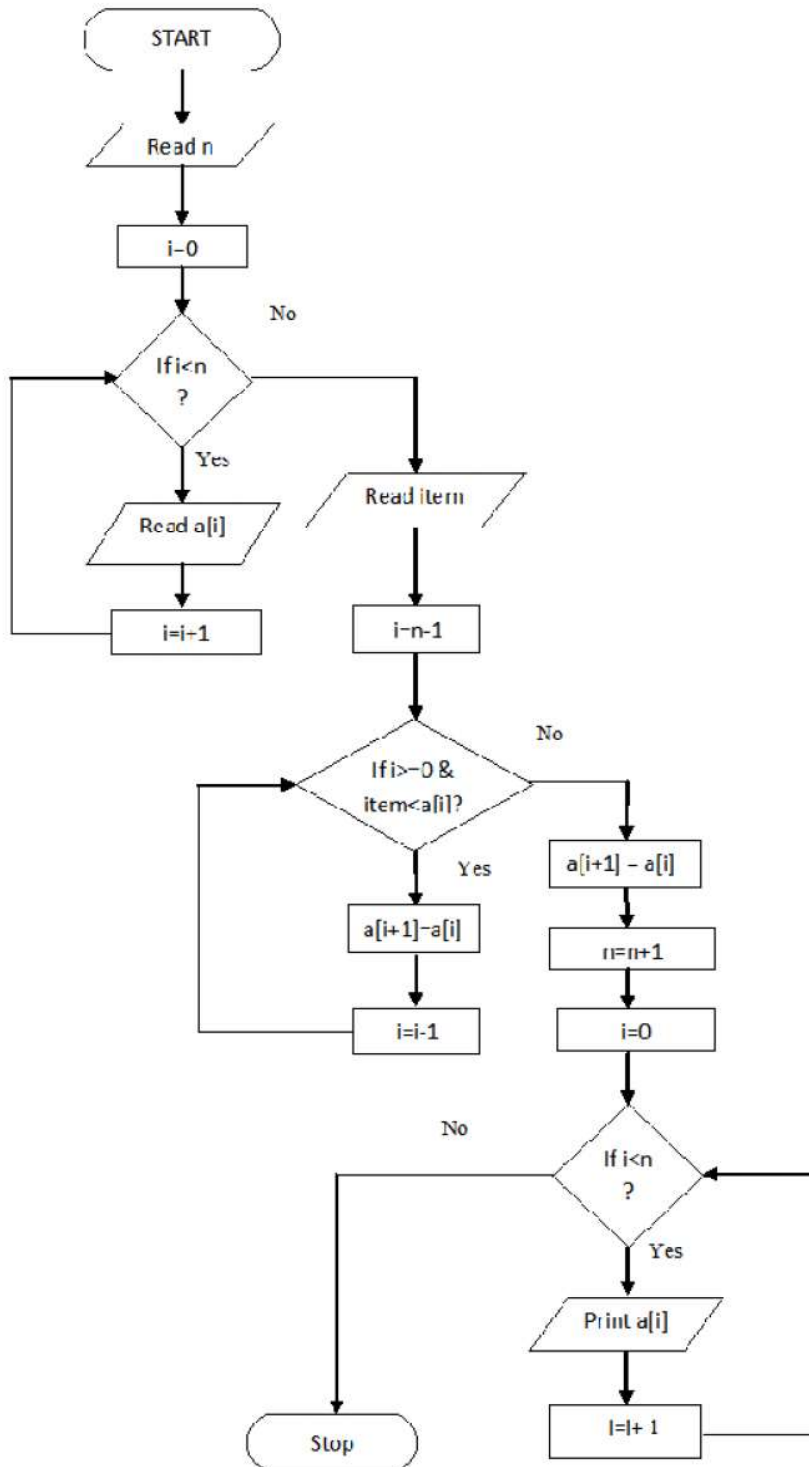 START
Read n
i=0
No
If i<n
?
Yes
Read a[i]
i=i+1
Read item
i=n-1
No
If i>=0 &
item<a[i]?
Yes
a[i+1]=a[i]
i=i-1
a[i+1] = a[i]
n=n+1
i=0
No
If i<n
?
Yes
Print a[i]
I=I+ 1
Stop